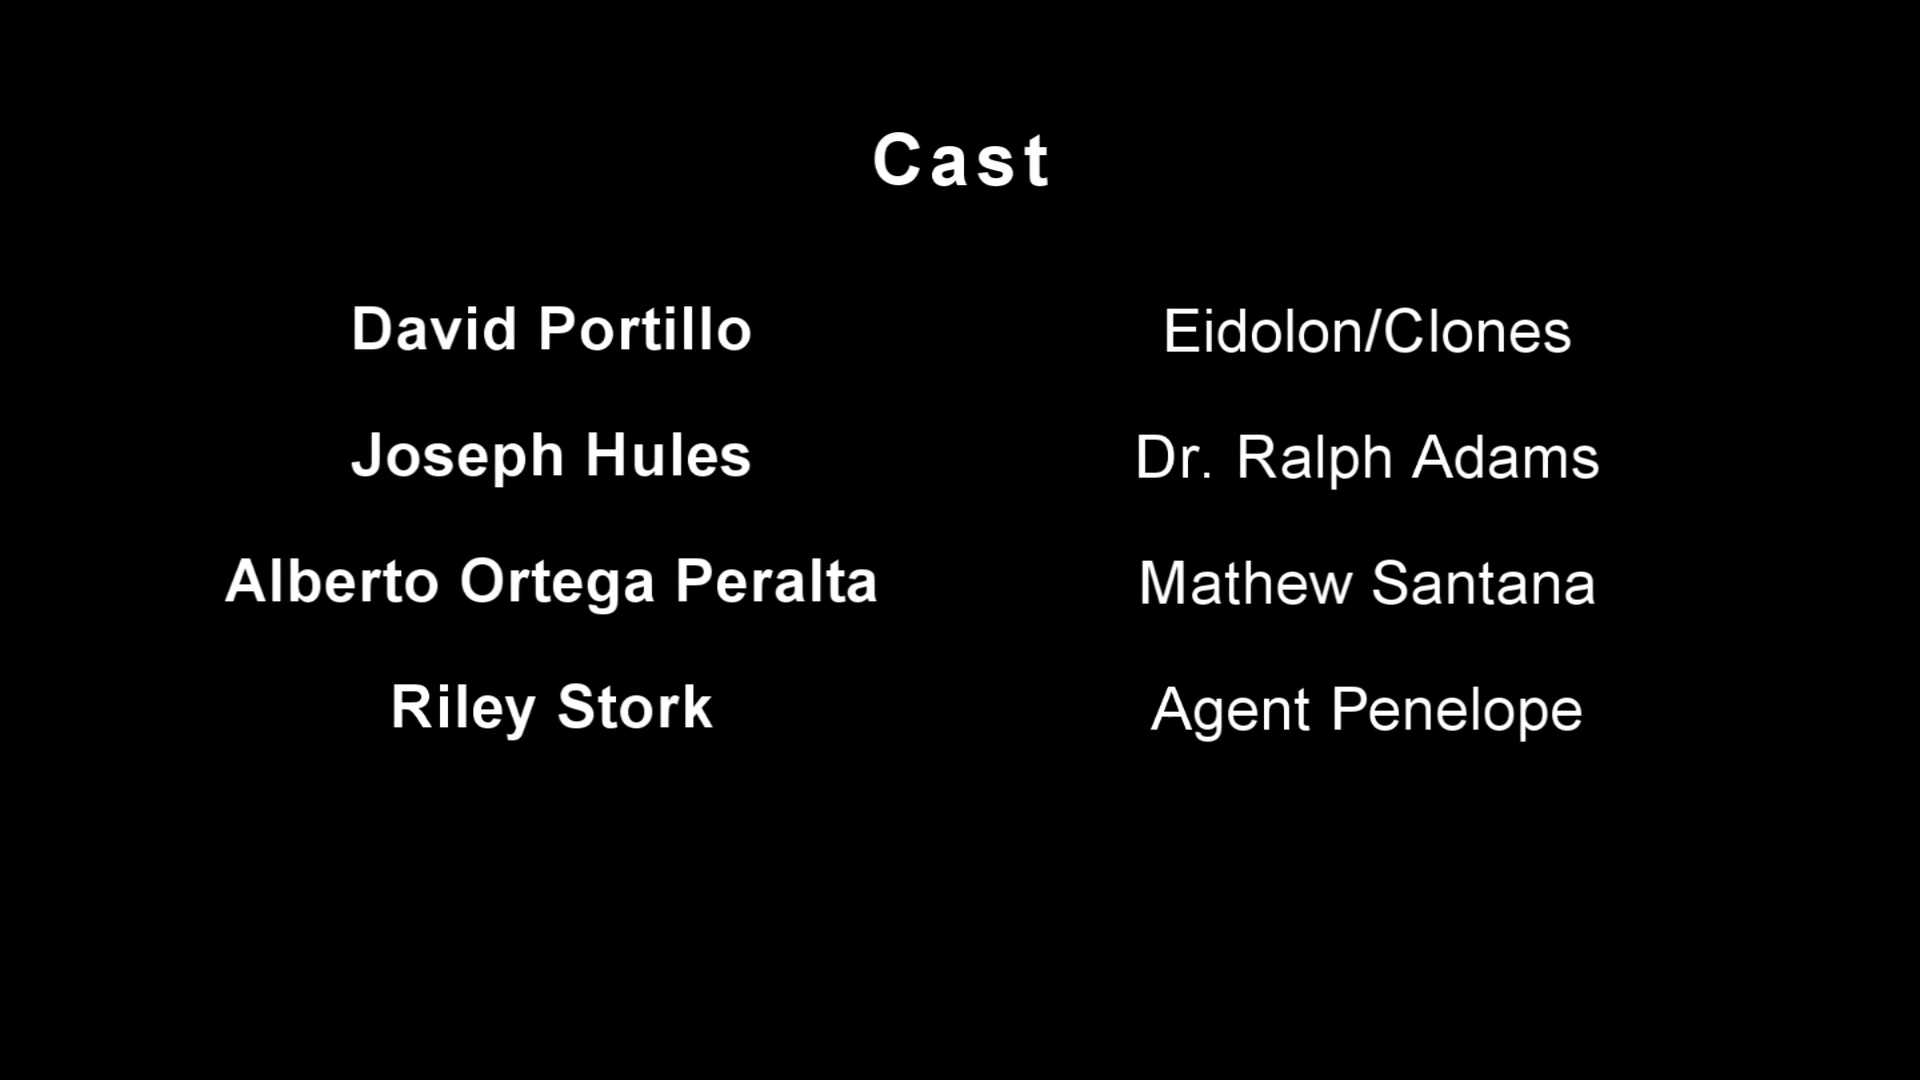 Cast
David Portillo Eidolon/Clones
Joseph Hules Dr. Ralph Adams
Alberto Ortega Peralta Mathew Santana
Riley Stork Agent Penelope